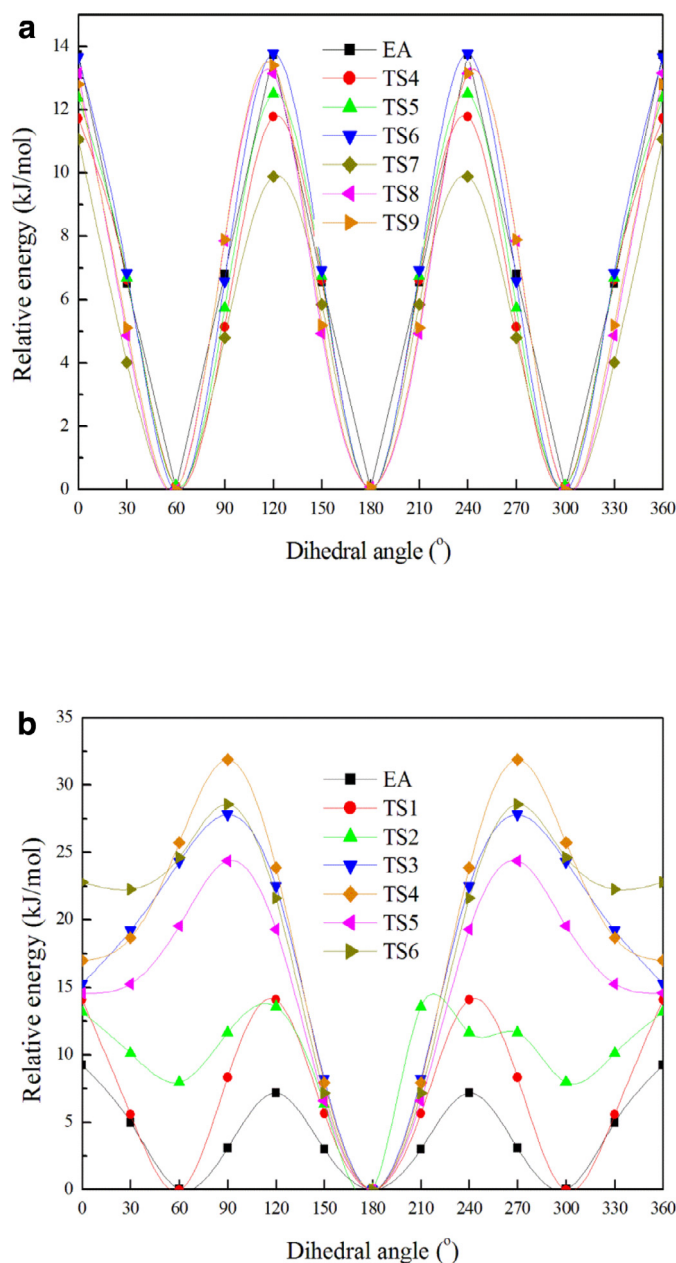 a
14
12
10
8
6
4
2
0
Relative energy (kJ/mol)
EA
TS4
TS5
TS6
TS7
TS8
TS9
0 30 60 90 120 150 180 210 240 270 300 330 360
Dihedral angle (°)
b
35
30
25
20
15
10
5
0
Relative energy (kJ/mol)
EA
TS1
TS2
TS3
TS4
TS5
TS6
0 30 60 90 120 150 180 210 240 270 300 330 360
Dihedral angle (°)